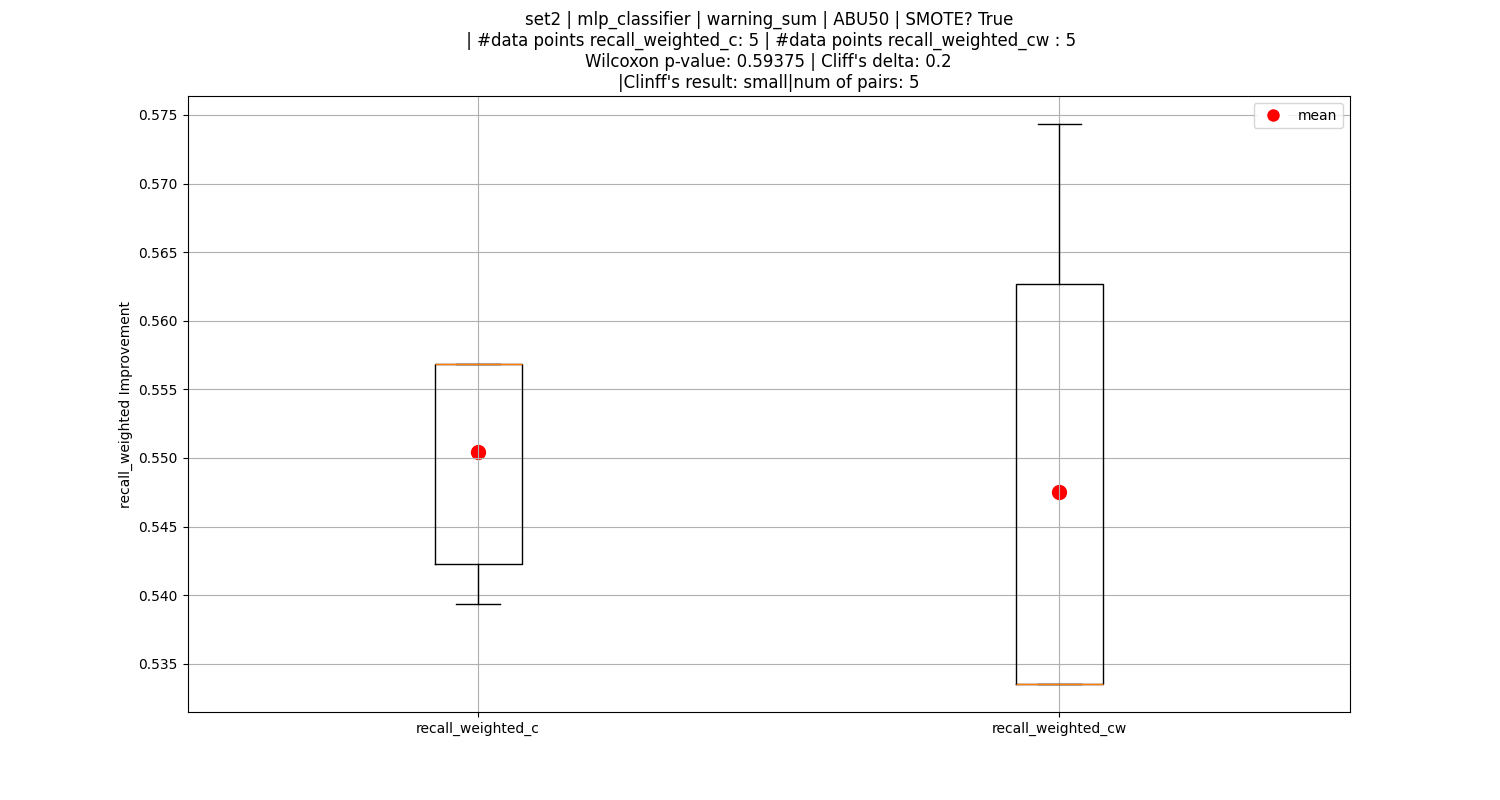 set2 | mlp_classifier | warning_sum | ABU50 | SMOTE? True
| #data points recall_weighted_c: 5 | #data points recall_weighted_cw : 5
Wilcoxon p-value: 0.59375 | Cliff's delta: 0.2
|Clinff's result: small|num of pairs: 5
mean
0.575
0.570
0.565
0.560
0.555
0.550
0.545
0.540
0.535
recall_weighted Improvement
recall_weighted_c
recall_weighted_cw